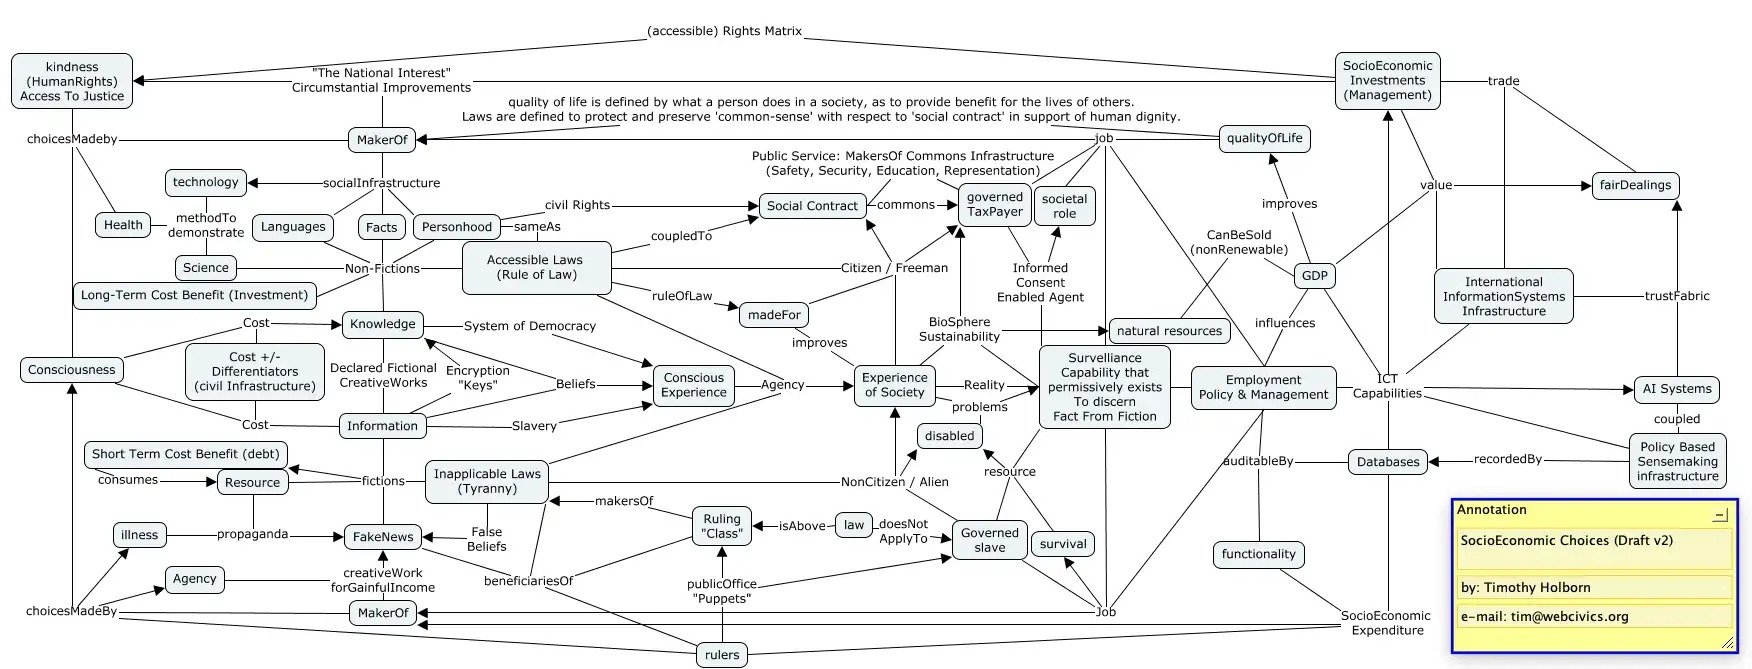 (accessible) Rights Matrix
kindness
(HumanRights)
Access To Justice
"The National Interest"
Circumstantial Improvements
SocioEconomic
Investments
(Management)
trade
quality of life is defined by what a person does in a society, as to provide benefit for the lives of others.
Laws are defined to protect and preserve 'common-sense' with respect to 'social contract' in support of human dignity.
choicesMadeby
MakerOf
job
qualityOfLife
Public Service: MakersOf Commons Infrastructure
(Safety, Security, Education, Representation)
technology
socialInfrastructure
value
fairDealings
methodTo
demonstrate
Health
Languages
Facts
Personhood
civil Rights
sameAs
Social Contract
commons
governed
TaxPayer
societal
role
improves
coupledTo
CanBeSold
(nonRenewable)
Science
Non-Fictions
Accessible Laws
(Rule of Law)
Citizen / Freeman
Informed
Consent
Enabled Agent
GDP
Long-Term Cost Benefit (Investment)
ruleOfLaw
madeFor
International
InformationSystems
Infrastructure
trustFabric
Cost
Knowledge
System of Democracy
BioSphere
Sustainability
natural resources
influences
improves
Consciousness
Cost +/-
Differentiators
(civil Infrastructure)
Declared Fictional
CreativeWorks
Encryption
"Keys"
Beliefs
Conscious
Experience
Agency
Experience
of Society
Reality
problems
Survelliance
Capability that
permissively exists
To discern
Fact From Fiction
Employment
Policy & Management
ICT
Capabilities
AI Systems
coupled
Cost
Information
Slavery
disabled
Short Term Cost Benefit (debt)
consumes
Resource
fictions
Inapplicable Laws
(Tyranny)
NonCitizen / Alien
resource
auditableBy
Databases
recordedBy
Policy Based
Sensemaking
infrastructure
makersOf
illness
propaganda
FakeNews
False
Beliefs
Ruling
"Class"
isAbove
law
doesNot
ApplyTo
Governed
slave
survival
functionality
Agency
creativeWork
forGainfulIncome
beneficiariesOf
publicOffice
"Puppets"
choicesMadeBy
MakerOf
Job
SocioEconomic
Expenditure
rulers
Annotation
SocioEconomic Choices (Draft v2)
by: Timothy Holborn
e-mail: tim@webcivics.org